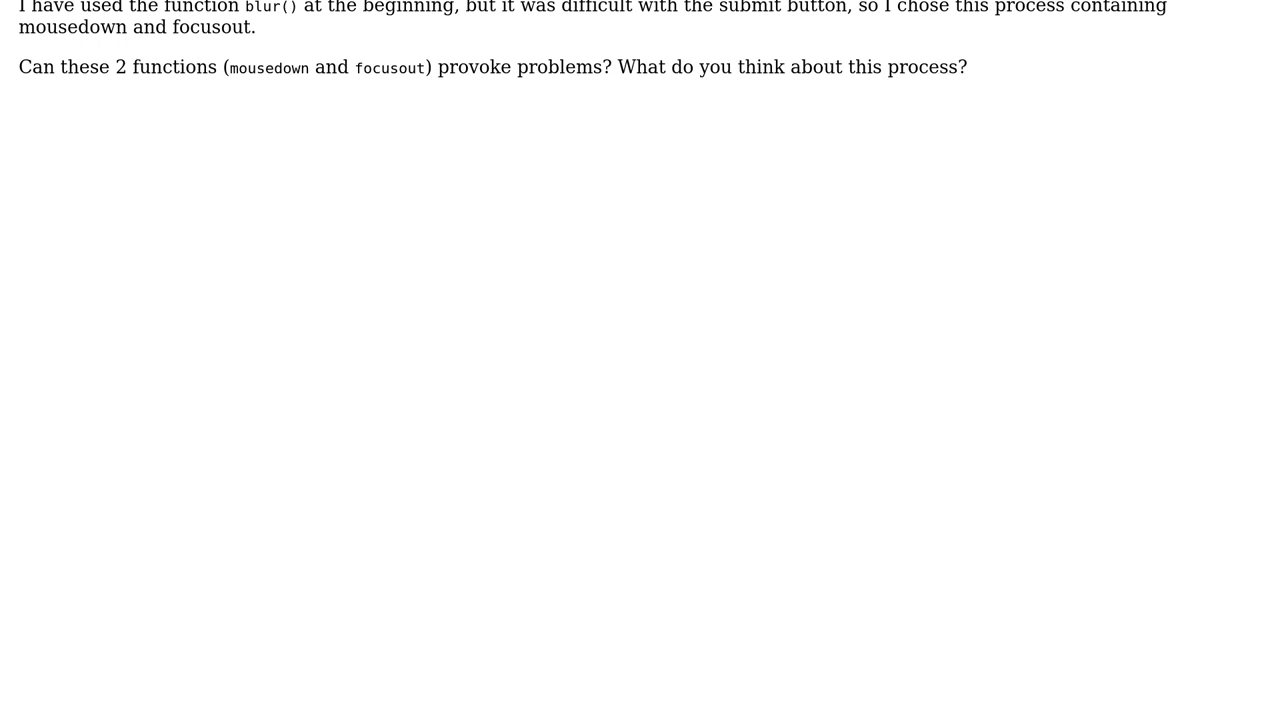 I have used the function blur() at the beginning, but it was difficult with the submit button, so I chose this process containing
mousedown and focusout.
Can these 2 functions (mousedown and focusout) provoke problems? What do you think about this process?